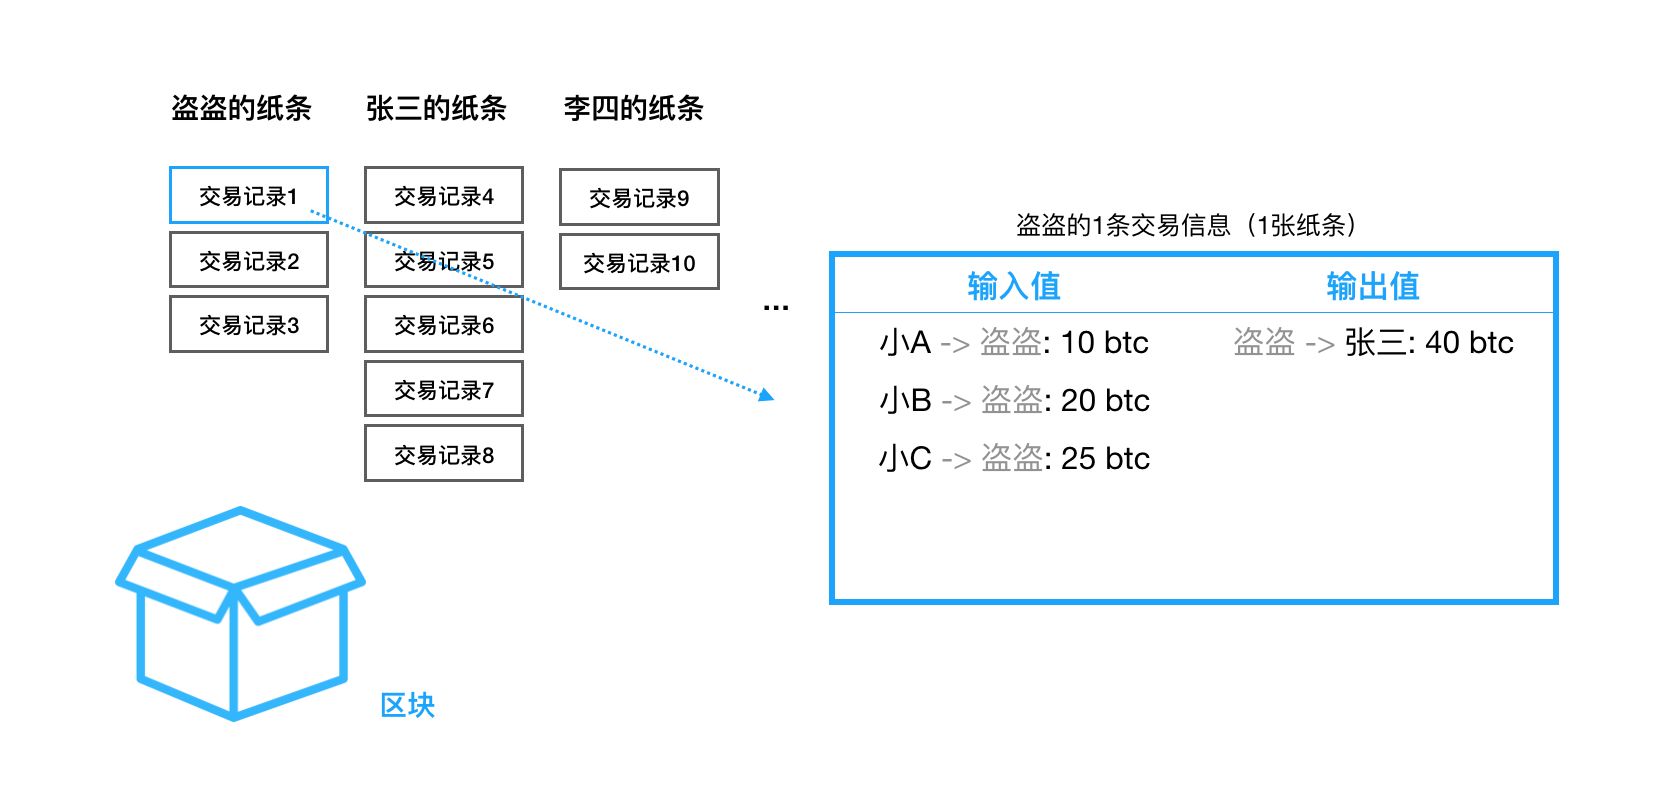 盗盗的纸条
张三的纸条
李四的纸条
交易记录1
交易记录2
交易记录3
交易记录4
交易记录5
交易记录6
交易记录7
交易记录8
交易记录9
交易记录10
...
区块
盗盗的1条交易信息（1张纸条）
输入值 输出值
小A -> 盗盗: 10 btc 盗盗 -> 张三: 40 btc
小B -> 盗盗: 20 btc
小C -> 盗盗: 25 btc